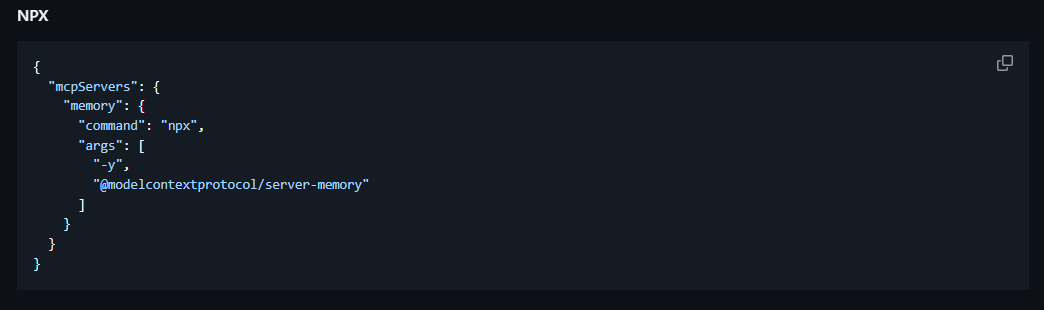 NPX
{
  "mcpServers": {
    "memory": {
      "command": "npx",
      "args": [
        "-y",
        "@modelcontextprotocol/server-memory"
      ]
    }
  }
}